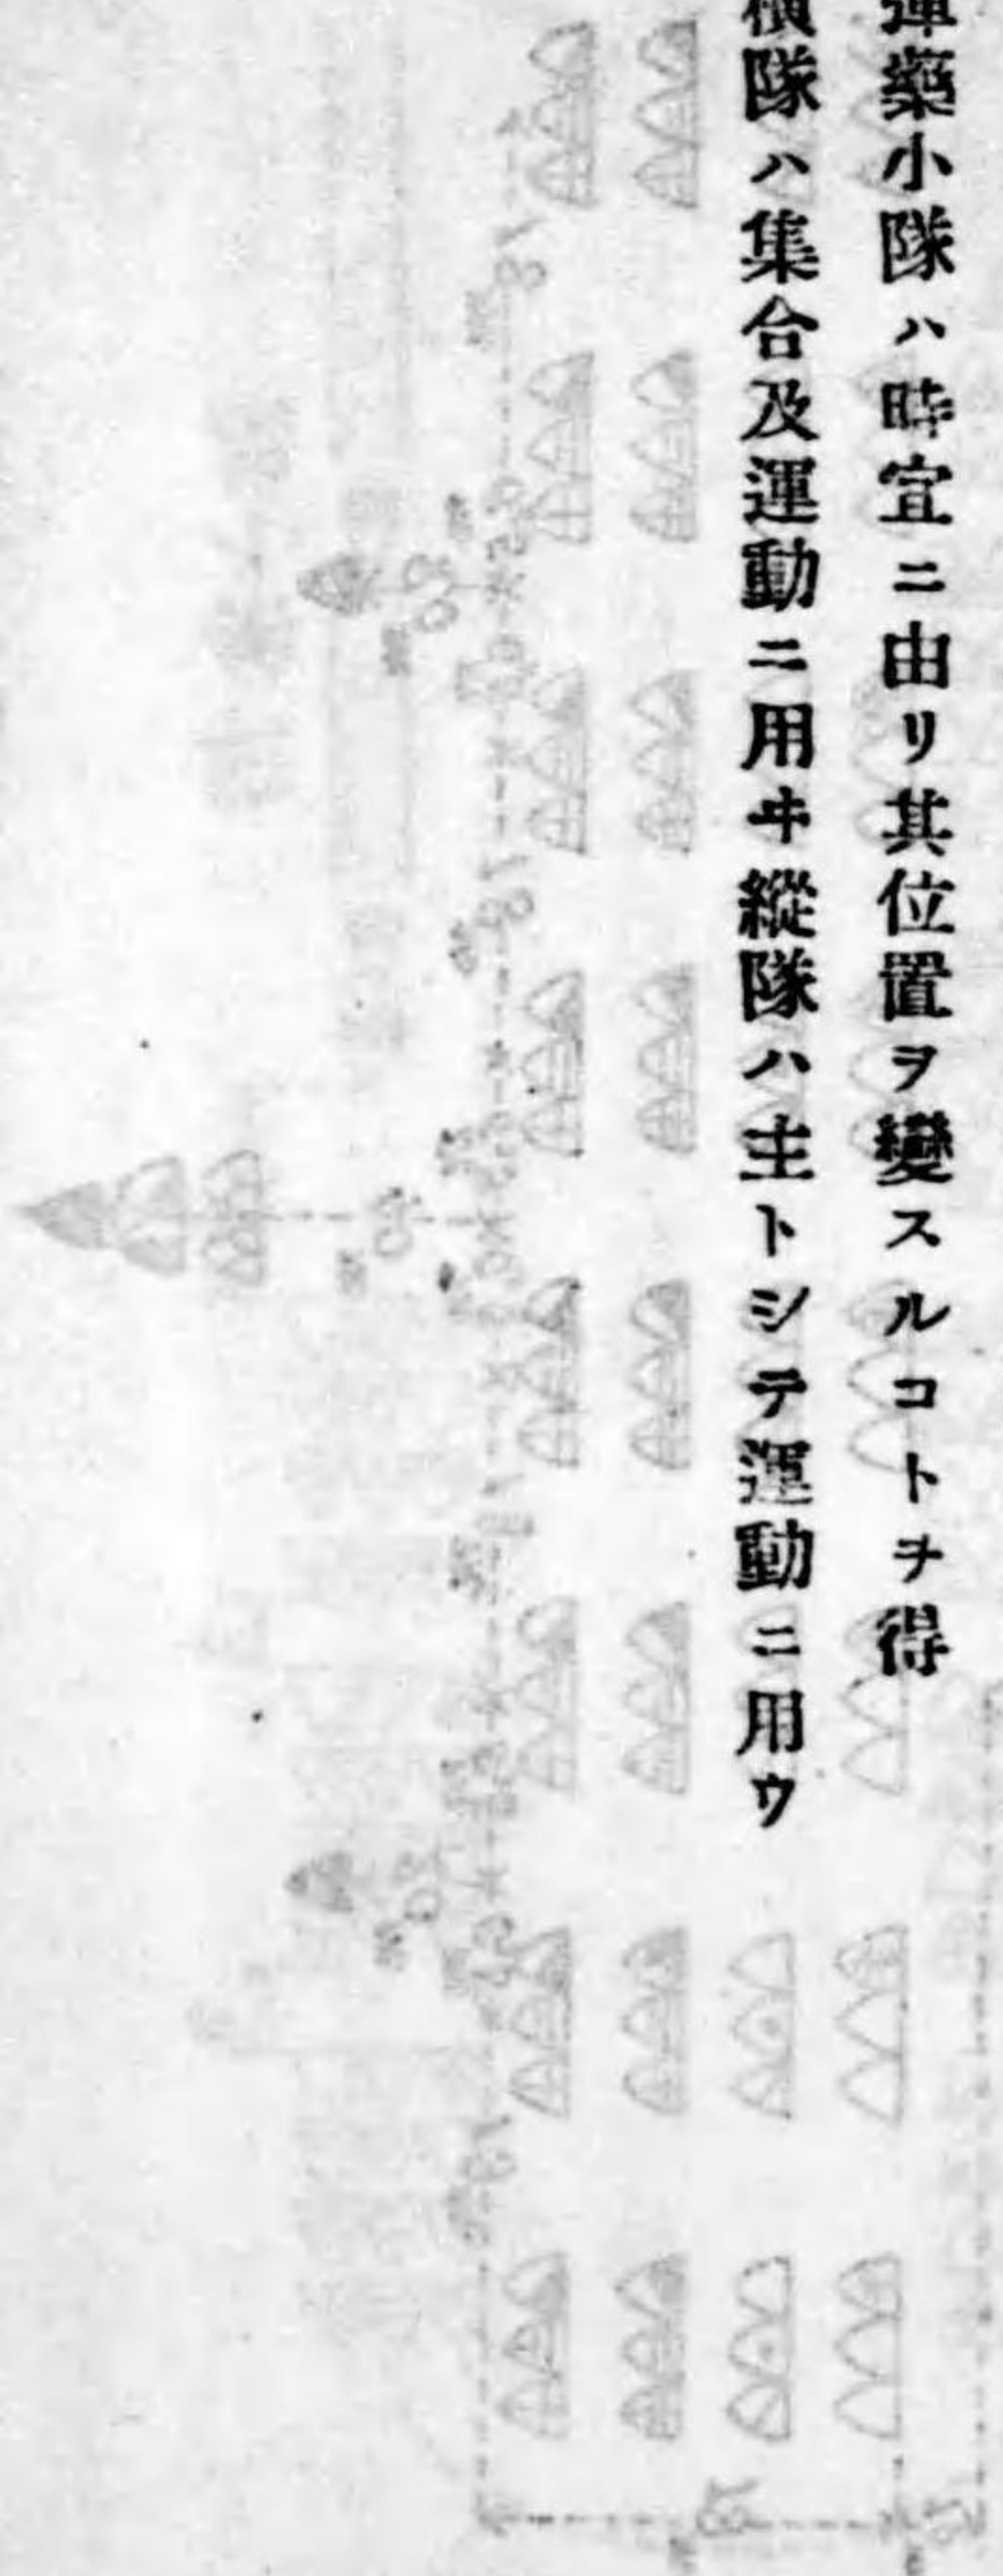 彈藥小隊ハ時宜ニ由リ其位置ヲ變スルコトヲ得
橫隊ハ集合及運動ニ用ヰ縱隊ハ主トシテ運動ニ用ウ